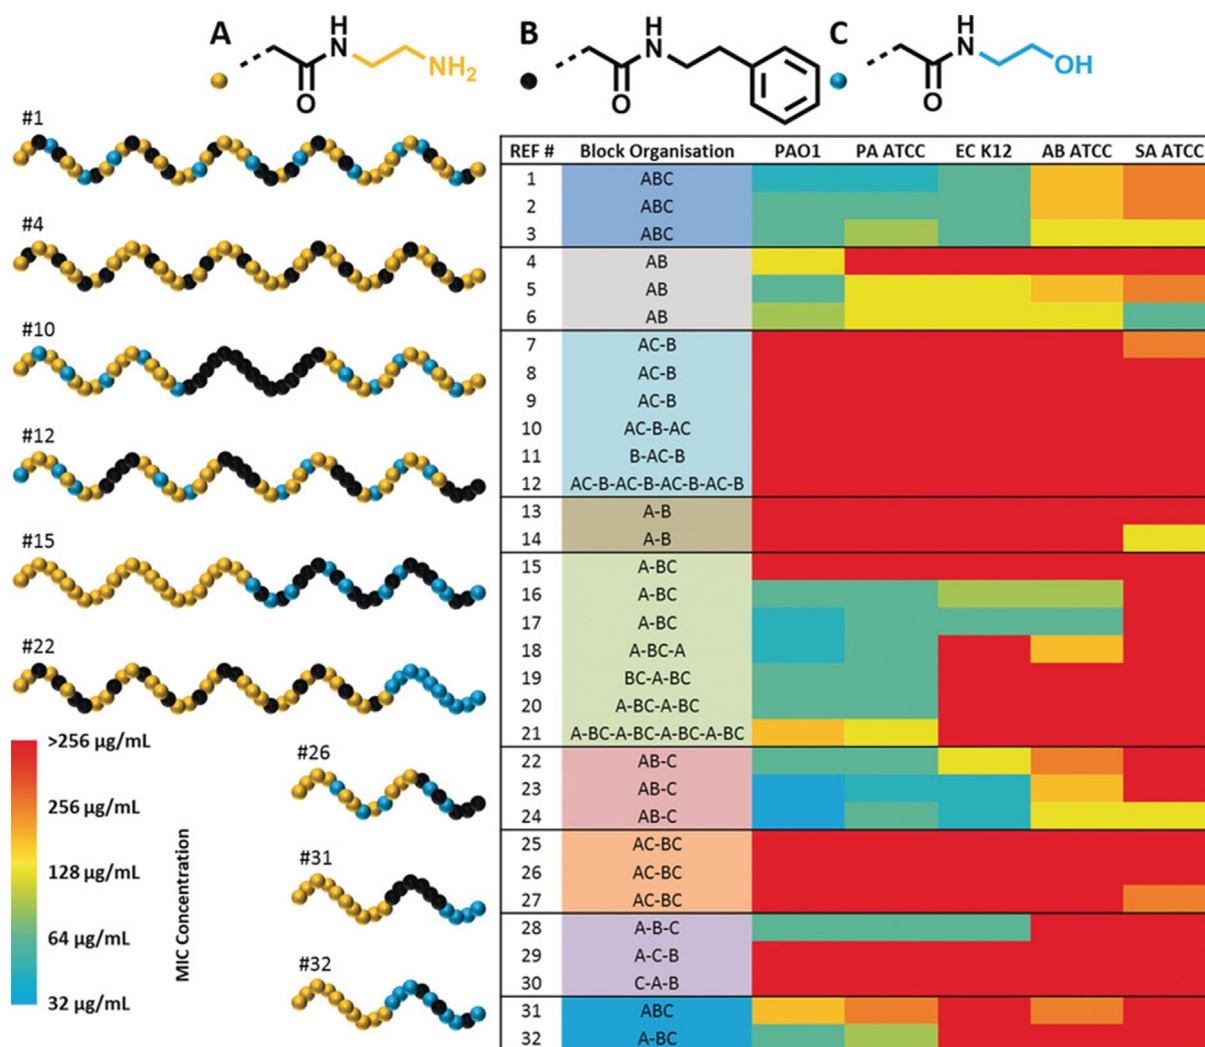 A B C
H H H
N N N
NH2 OH
O O O
#1
#4
#10
#12
#15
#22
#26
#31
#32
>256 µg/mL
256 µg/mL
128 µg/mL
64 µg/mL
32 µg/mL
MIC Concentration
REF # Block Organisation PAO1 PA ATCC EC K12 AB ATCC SA ATCC
1 ABC
2 ABC
3 ABC
4 AB
5 AB
6 AB
7 AC-B
8 AC-B
9 AC-B
10 AC-B-AC
11 B-AC-B
12 AC-B-AC-B-AC-B-AC-B
13 A-B
14 A-B
15 A-BC
16 A-BC
17 A-BC
18 A-BC-A
19 BC-A-BC
20 A-BC-A-BC
21 A-BC-A-BC-A-BC-A-BC
22 AB-C
23 AB-C
24 AB-C
25 AC-BC
26 AC-BC
27 AC-BC
28 A-B-C
29 A-C-B
30 C-A-B
31 ABC
32 A-BC